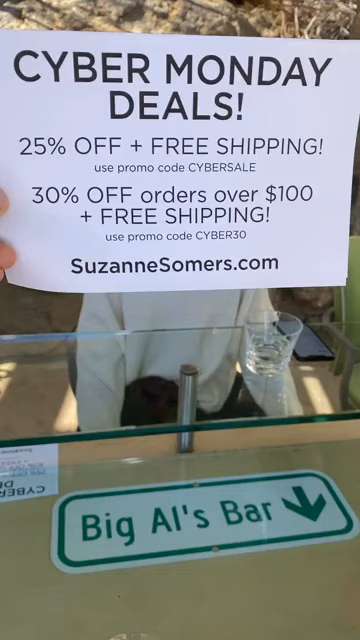 CYBER MONDAY
DEALS!
25% OFF + FREE SHIPPING!
use promo code CYBERSALE
30% OFF orders over $100
+ FREE SHIPPING!
use promo code CYBER30
SuzanneSomers.com
Big Al's Bar